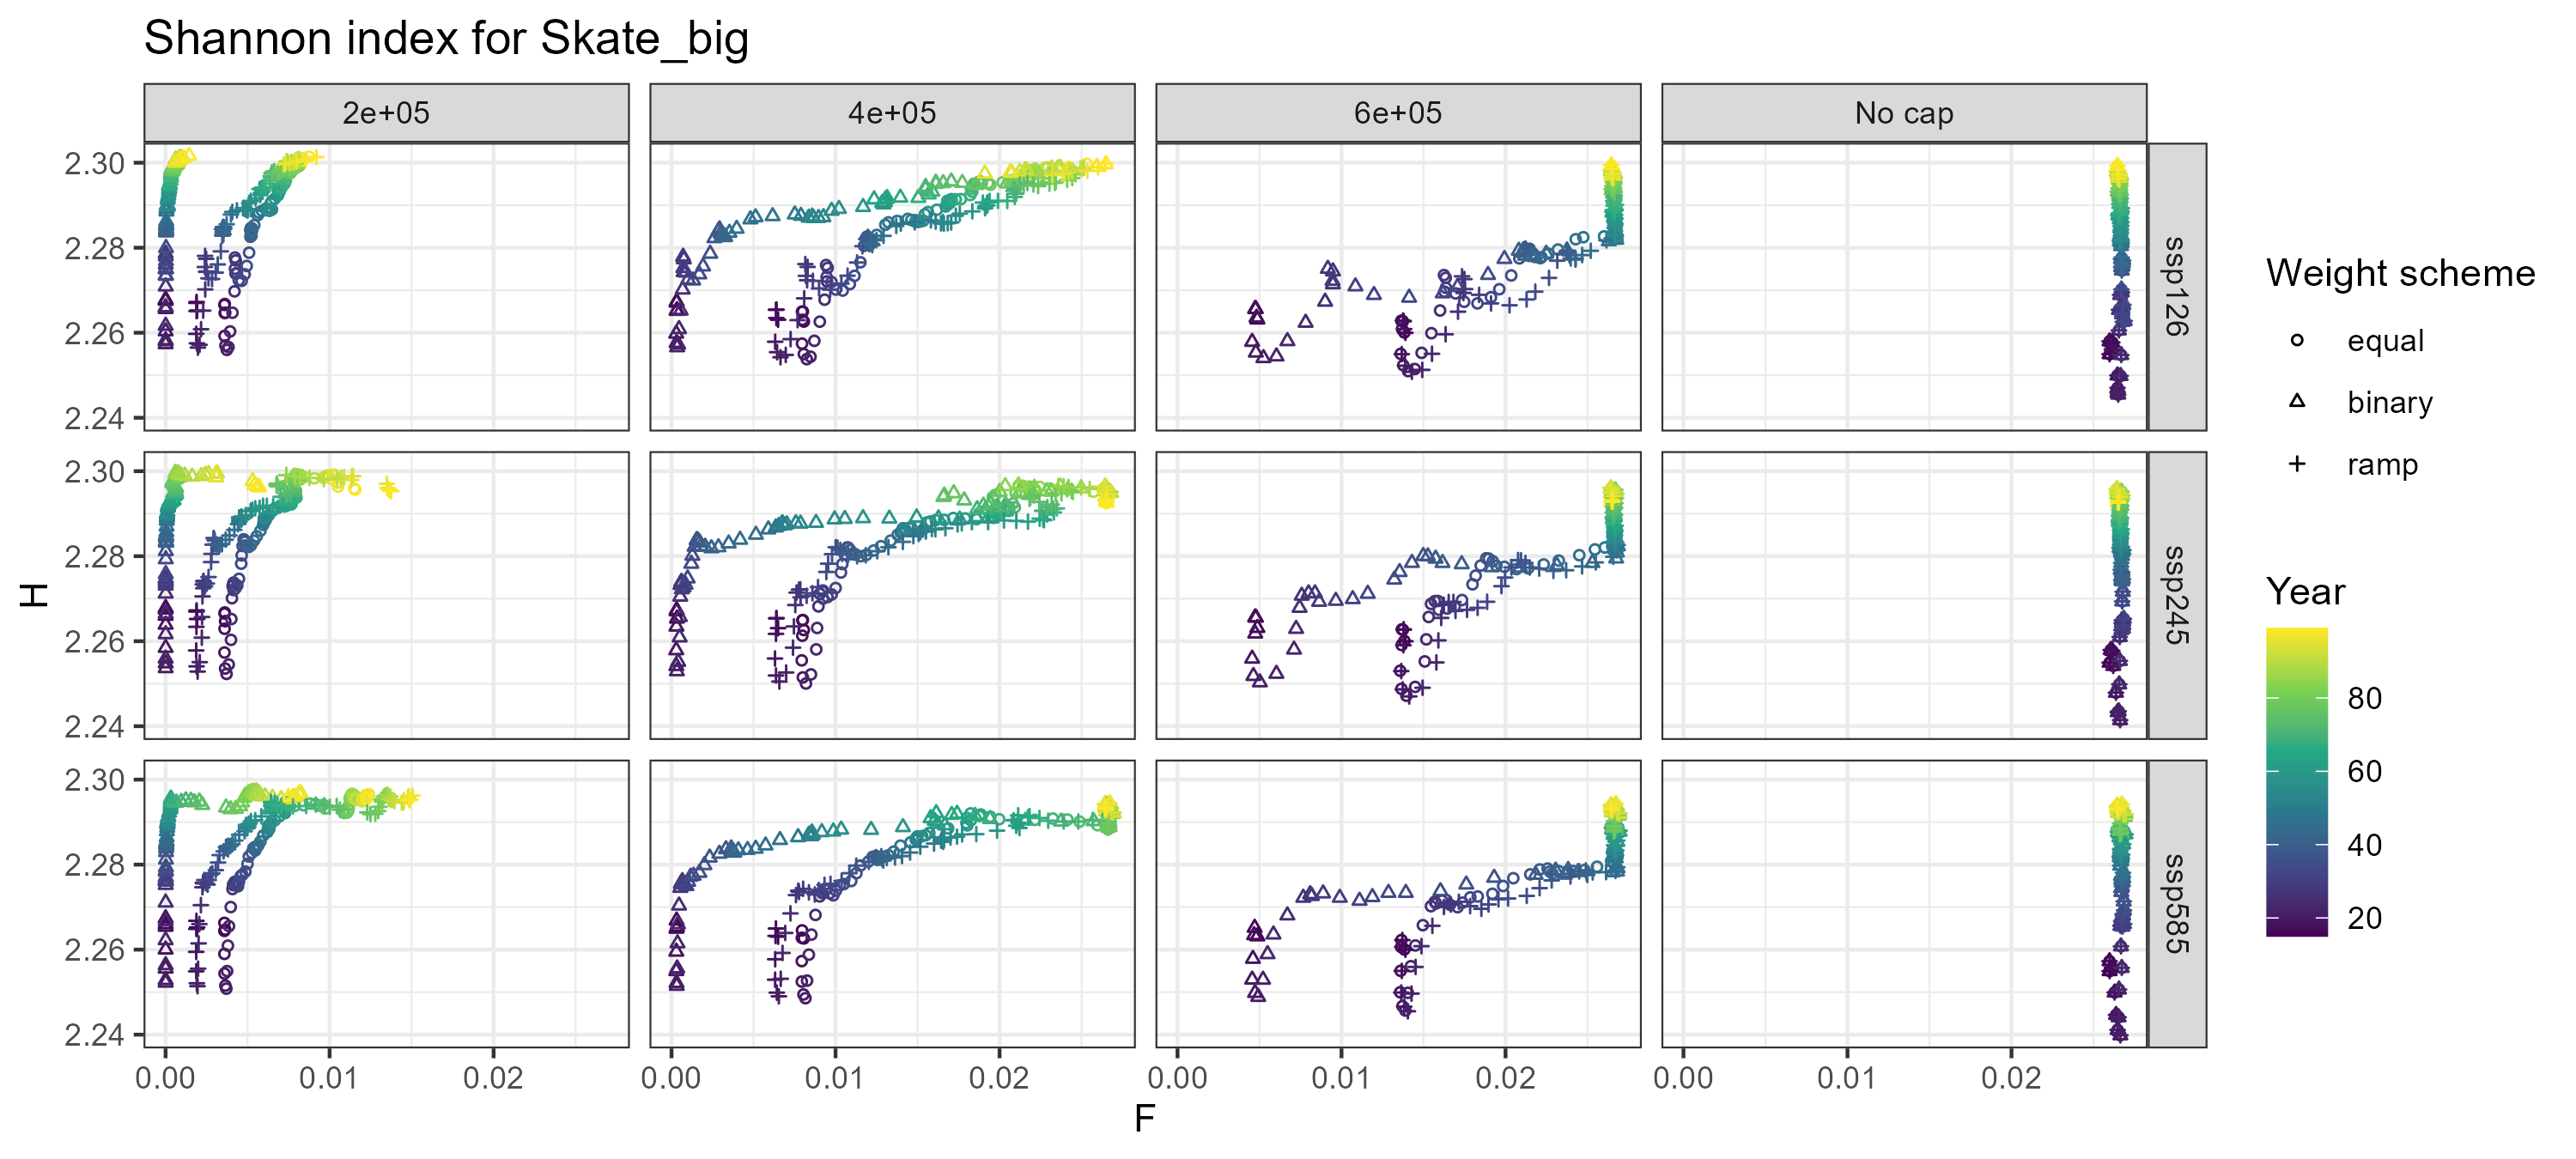 Shannon index for Skate_big
2e+05 4e+05 6e+05 No cap
2.30
2.28
2.26
2.24
ssp126
2.30
2.28
2.26
2.24
ssp245
2.30
2.28
2.26
2.24
ssp585
H
0.00 0.01 0.02 0.00 0.01 0.02 0.00 0.01 0.02 0.00 0.01 0.02
F
Weight scheme
equal
binary
ramp
Year
80
60
40
20